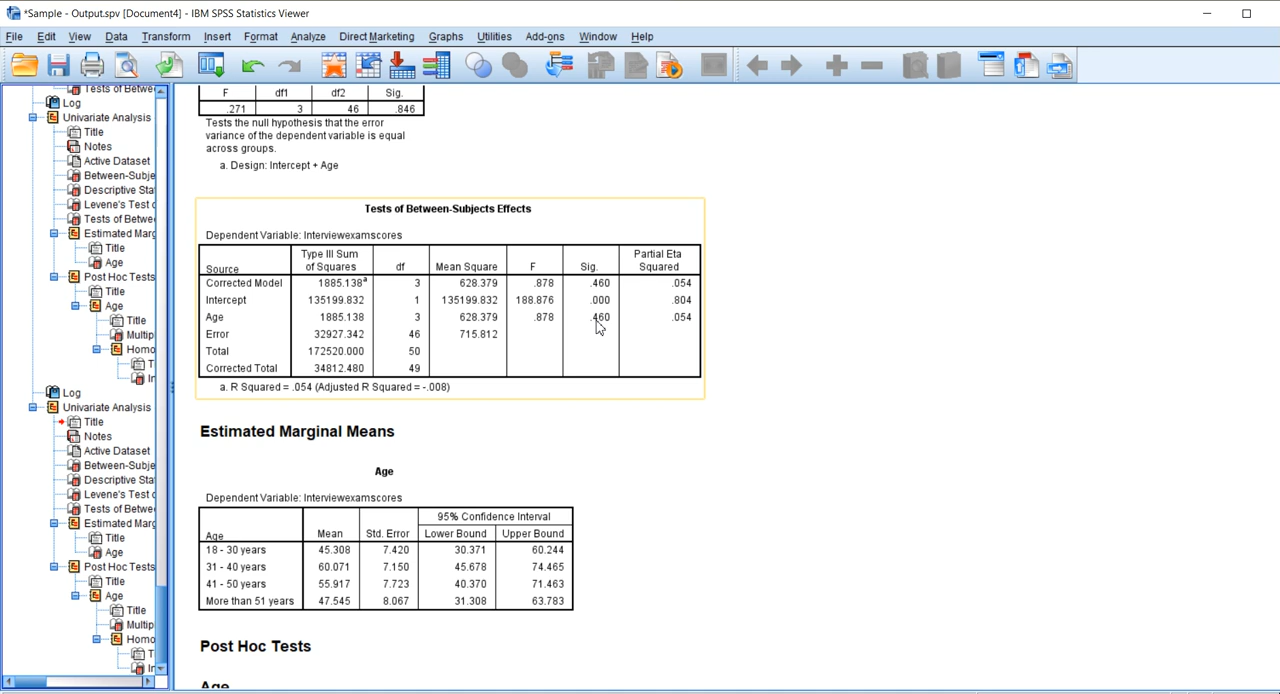 *Sample - Output.spv [Document4] - IBM SPSS Statistics Viewer
File Edit View Data Transform Insert Format Analyze Direct Marketing Graphs Utilities Add-ons Window Help
Log
Univariate Analysis
Title
Notes
Active Dataset
Between-Subje
Descriptive Sta
Levene's Test o
Tests of Betwe
Estimated Marg
Title
Age
Post Hoc Tests
Title
Age
Title
Multip
Homo
T
In
Log
Univariate Analysis
Title
Notes
Active Dataset
Between-Subje
Descriptive Sta
Levene's Test o
Tests of Betwe
Estimated Marg
Title
Age
Post Hoc Tests
Title
Age
Title
Multip
Homo
T
In
F df1 df2 Sig.
.271 3 46 .846
Tests the null hypothesis that the error
variance of the dependent variable is equal
across groups.
a. Design: Intercept + Age
Tests of Between-Subjects Effects
Dependent Variable: Interviewexamscores
Source Type III Sum of Squares df Mean Square F Sig. Partial Eta Squared
Corrected Model 1885.138a 3 628.379 .878 .460 .054
Intercept 135199.832 1 135199.832 188.876 .000 .804
Age 1885.138 3 628.379 .878 .460 .054
Error 32927.342 46 715.812
Total 172520.000 50
Corrected Total 34812.480 49
a. R Squared = .054 (Adjusted R Squared = -.008)
Estimated Marginal Means
Age
Dependent Variable: Interviewexamscores
95% Confidence Interval
Age Mean Std. Error Lower Bound Upper Bound
18 - 30 years 45.308 7.420 30.371 60.244
31 - 40 years 60.071 7.150 45.678 74.465
41 - 50 years 55.917 7.723 40.370 71.463
More than 51 years 47.545 8.067 31.308 63.783
Post Hoc Tests
Age